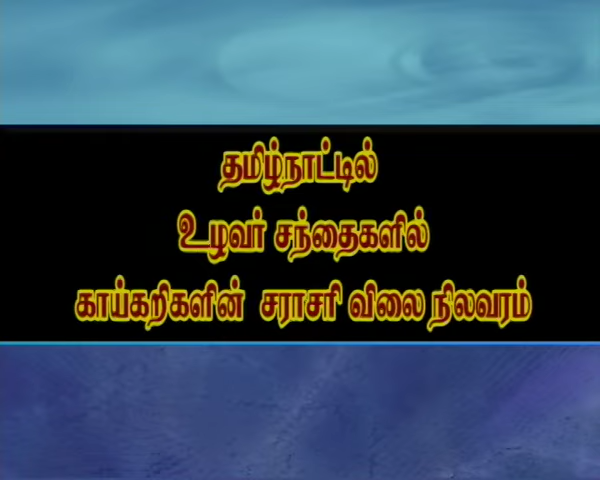 தமிழ்நாட்டில்
உழவர் சந்தைகளில்
காய்கறிகளின் சராசரி விலை நிலவரம்